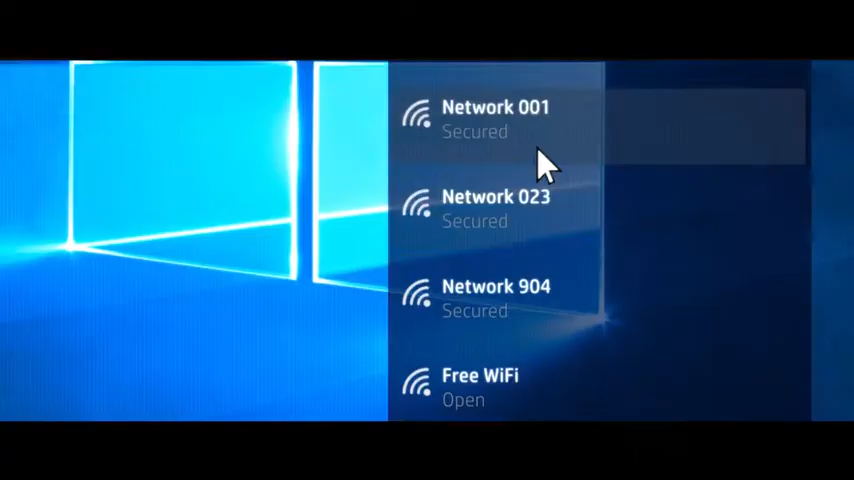 Network 001
Secured
Network 023
Secured
Network 904
Secured
Free WiFi
Open